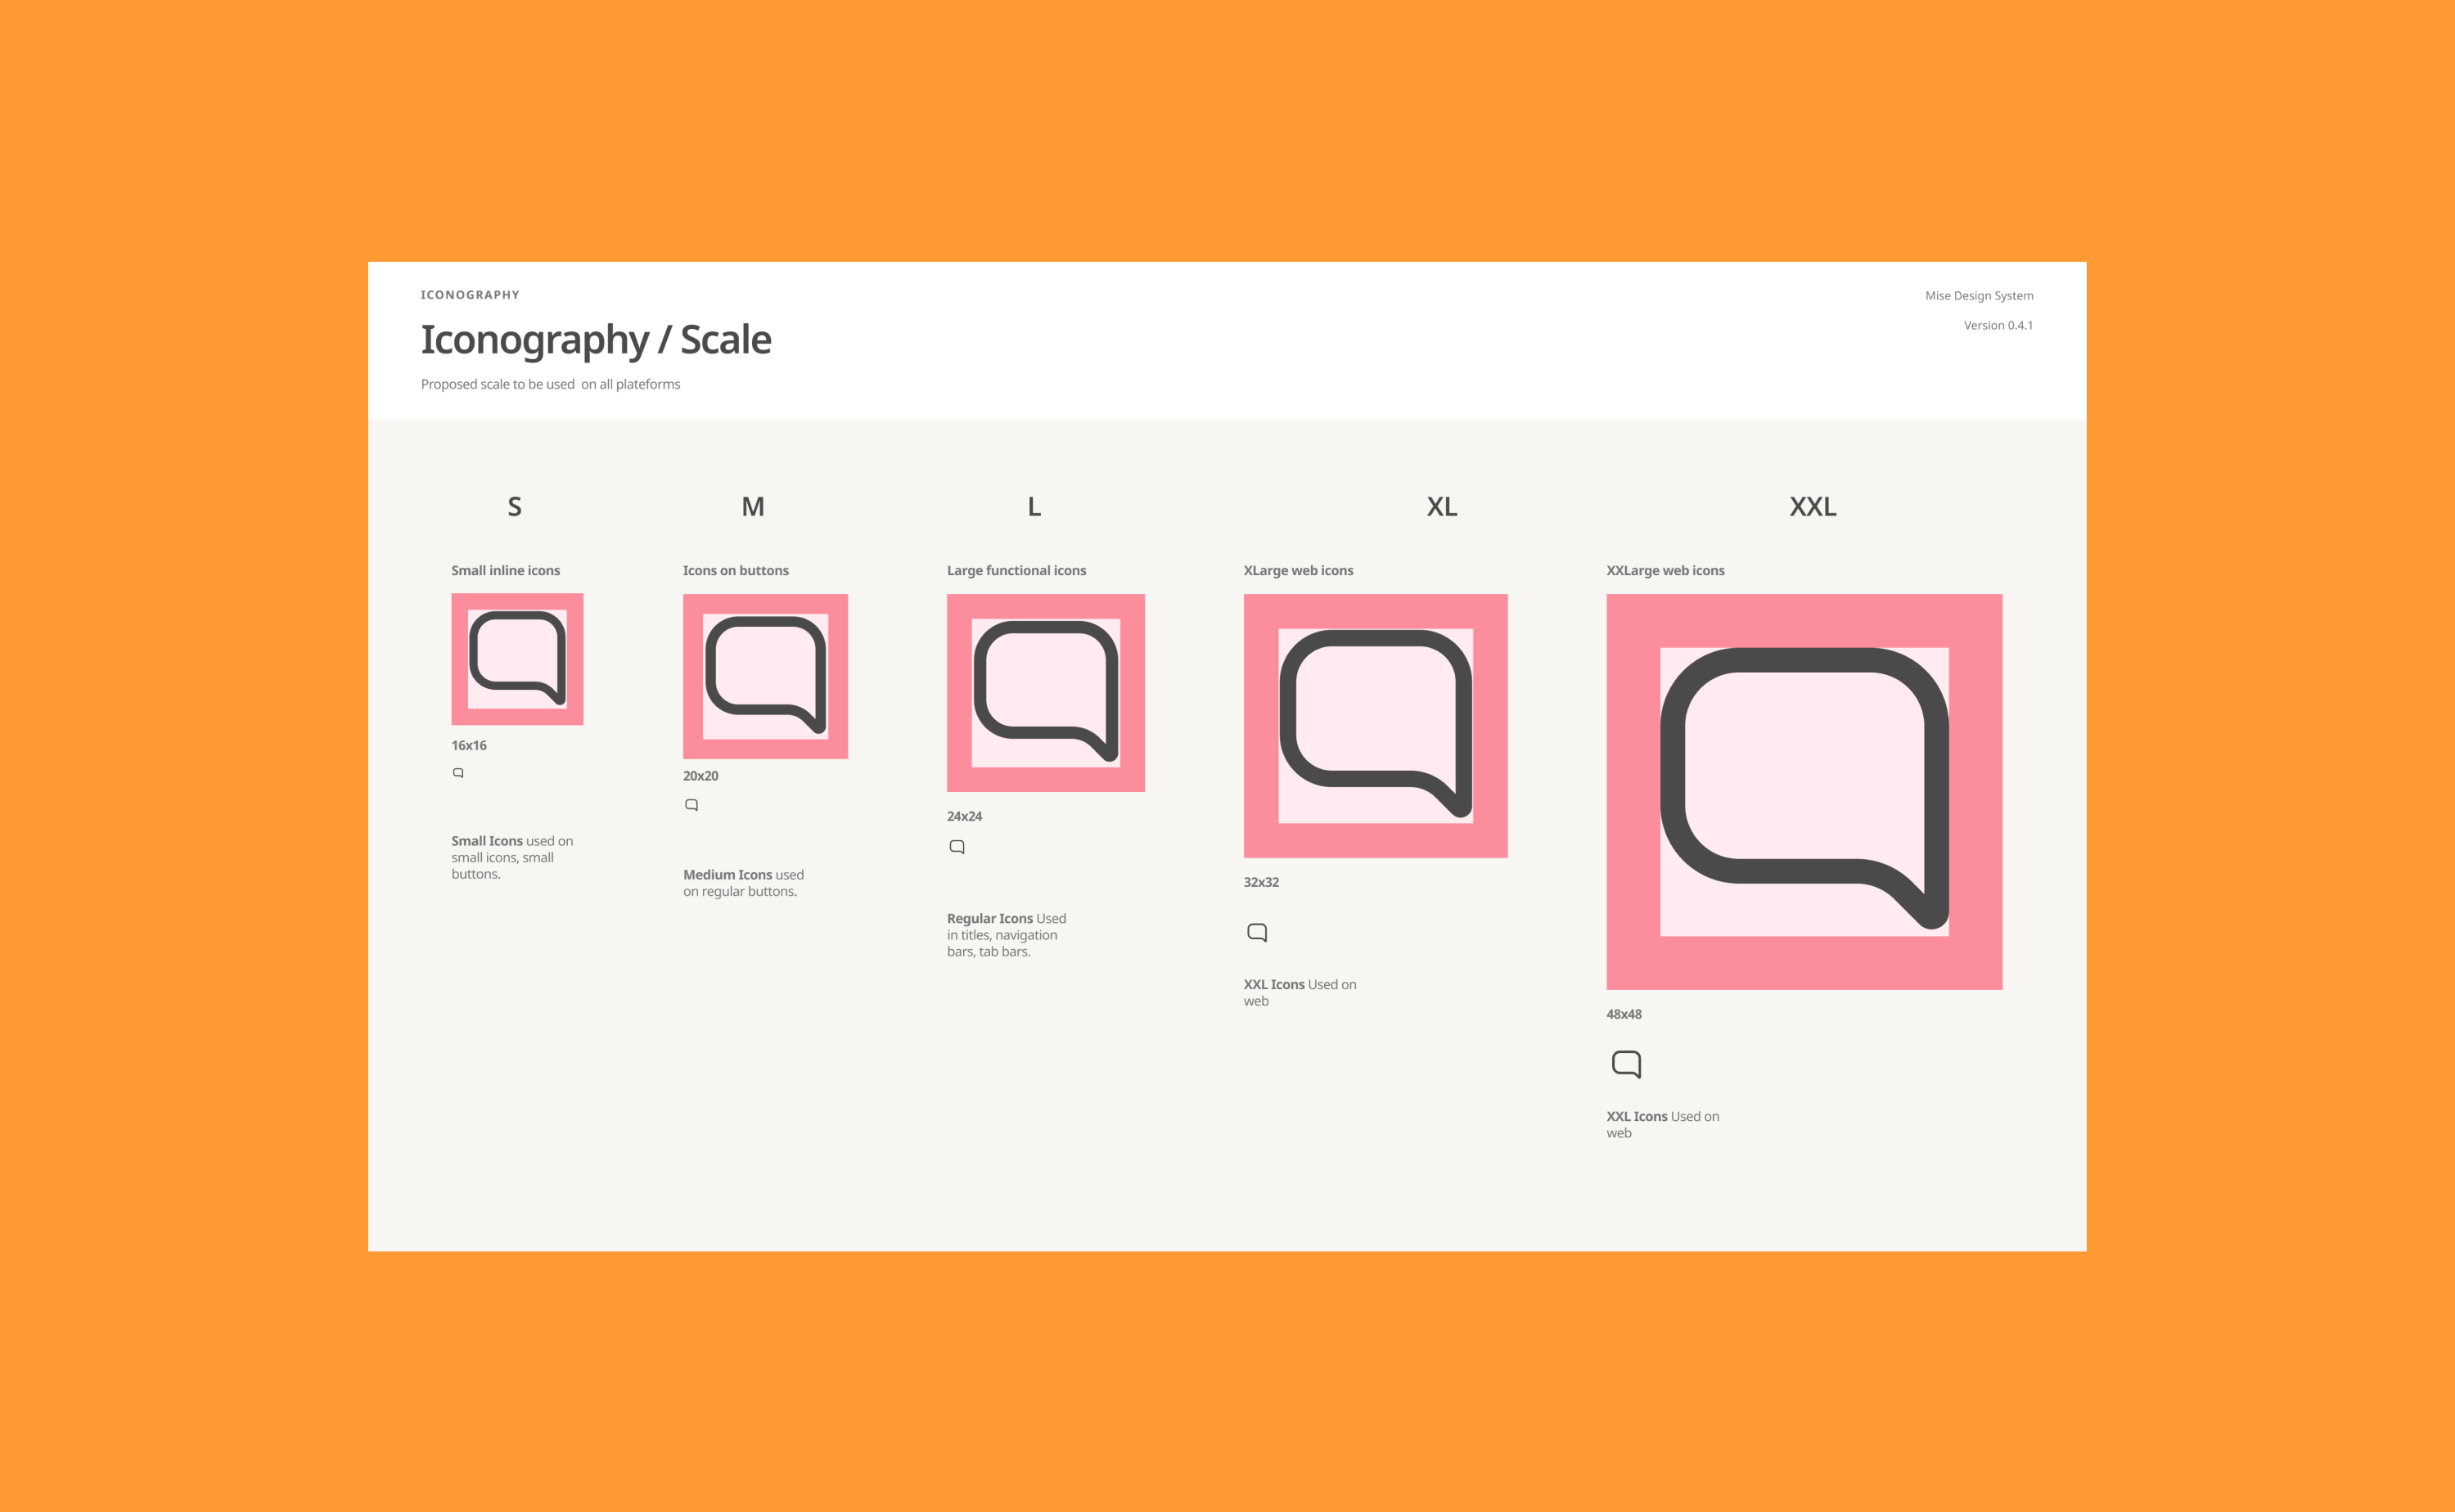 ICONOGRAPHY
Iconography / Scale
Proposed scale to be used  on all plateforms
Mise Design System
Version 0.4.1
S
Small inline icons
16x16
Small Icons used on
small icons, small
buttons.
M
Icons on buttons
20x20
Medium Icons used
on regular buttons.
L
Large functional icons
24x24
Regular Icons Used
in titles, navigation
bars, tab bars.
XL
XLarge web icons
32x32
XXL Icons Used on
web
XXL
XXLarge web icons
48x48
XXL Icons Used on
web